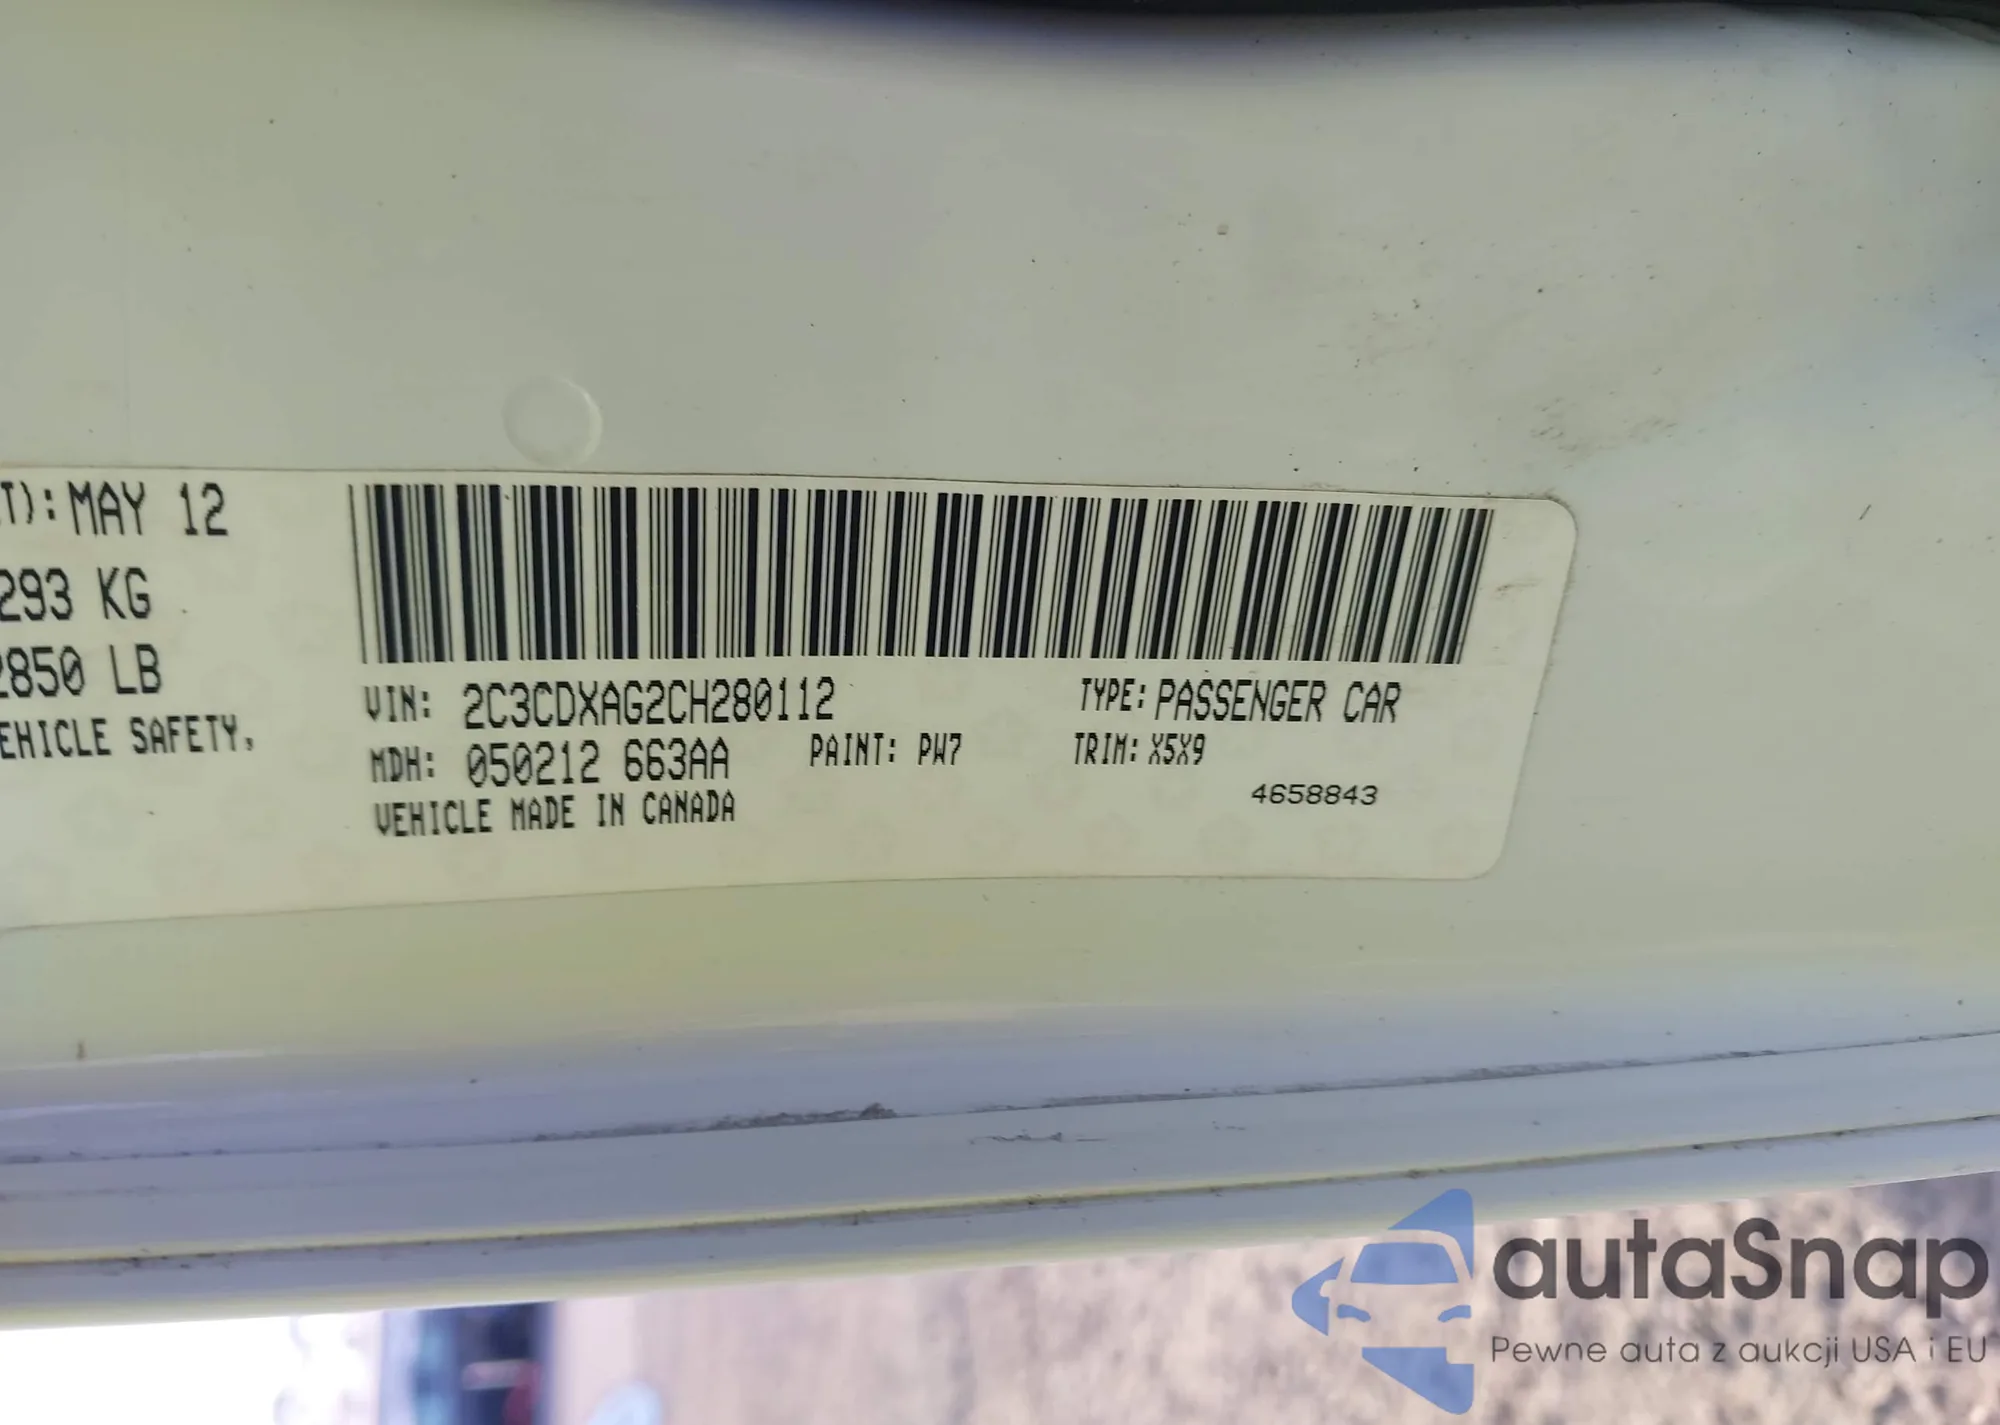 T): MAY 12
293 KG
2850 LB
EHICLE SAFETY,
VIN: 2C3CDXAG2CH280112
TYPE: PASSENGER CAR
MDH: 050212 663AA
PAINT: PW7
TRIM: X5X9
VEHICLE MADE IN CANADA
4658843
autaSnap
Pewne auta z aukcji USA i EU